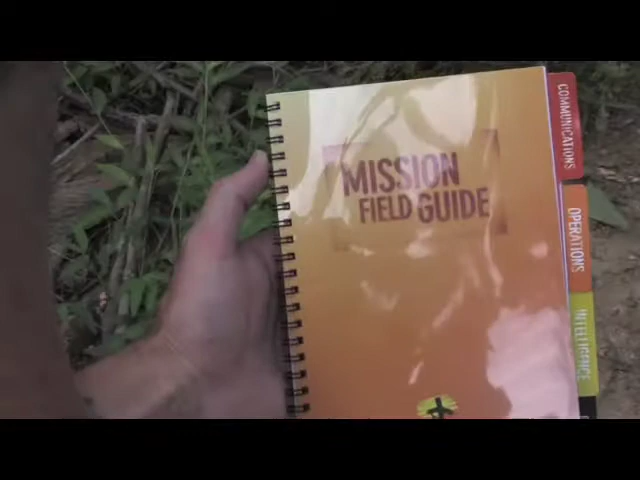 MISSION
FIELD GUIDE
COMMUNICATIONS
OPERATIONS
INTELLIGENCE